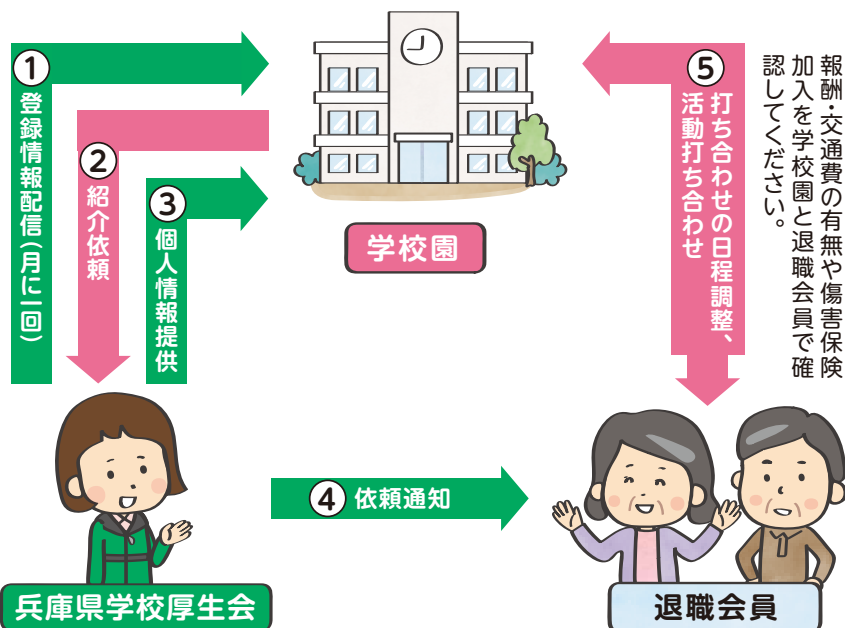 ① 登録情報配信(月に一回)
② 紹介依頼
③ 個人情報提供
学校園
⑤ 打ち合わせの日程調整、
活動打ち合わせ
報酬・交通費の有無や傷害保険
加入を学校園と退職会員で確
認してください。
④ 依頼通知
兵庫県学校厚生会
退職会員